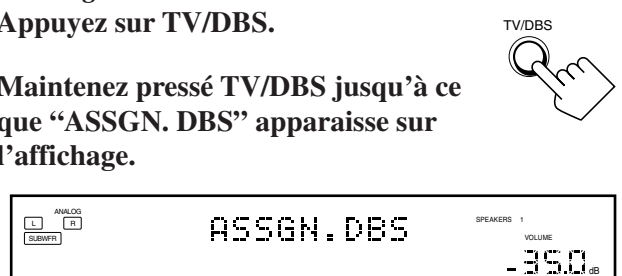 Appuyez sur TV/DBS.
TV/DBS
Maintenez pressé TV/DBS jusqu'à ce
que “ASSGN. DBS” apparaisse sur
l'affichage.
ANALOG
L R
SUBWFR
ASSGN.DBS
SPEAKERS 1
VOLUME
-35.0 dB